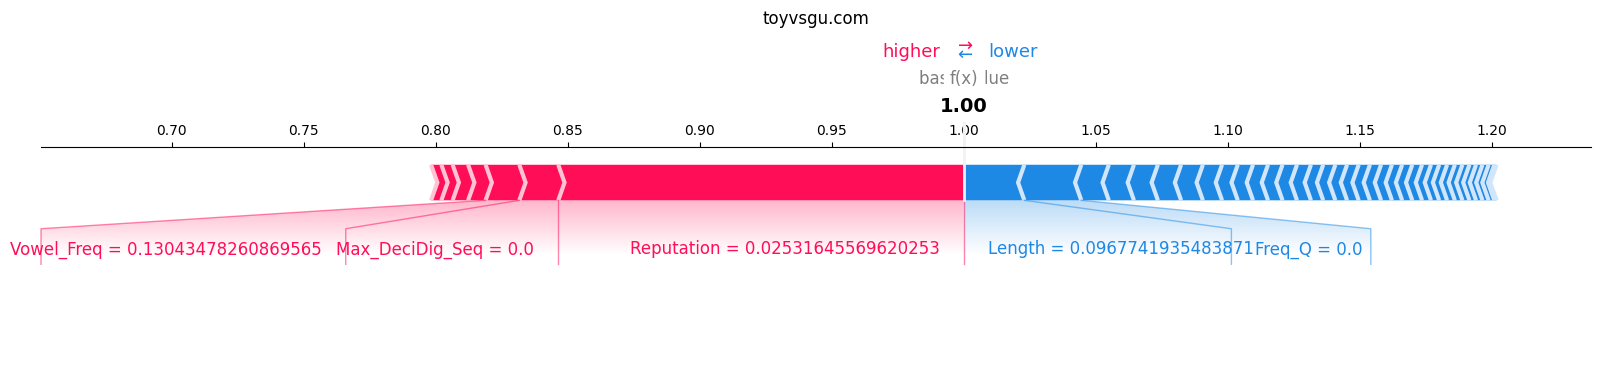 toyvsgu.com
higher → ← lower
f(x)
1.00
0.70 0.75 0.80 0.85 0.90 0.95 1.00 1.05 1.10 1.15 1.20
Vowel_Freq = 0.13043478260869565 Max_DeciDig_Seq = 0.0 Reputation = 0.02531645569620253 Length = 0.0967741935483871 Freq_Q = 0.0